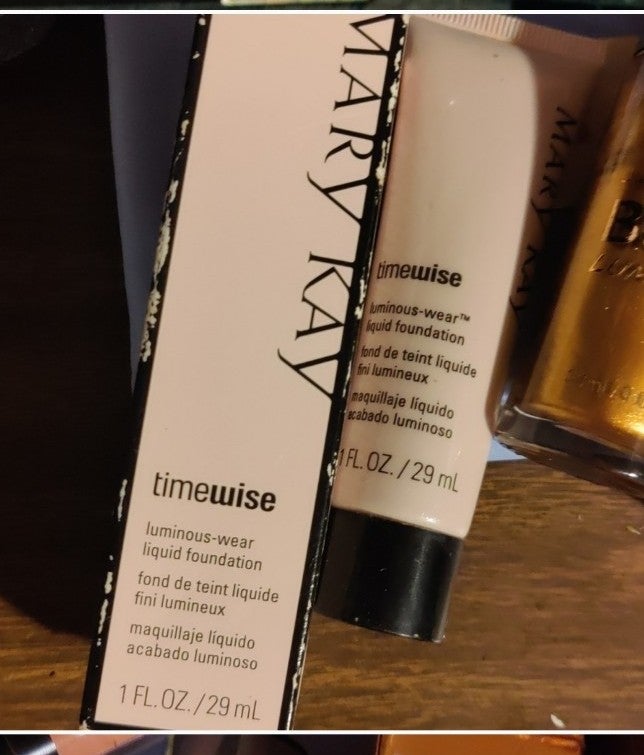 MARY KAY
timewise
luminous-wear
liquid foundation
fond de teint liquide
fini lumineux
maquillaje líquido
acabado luminoso
1 FL.OZ./29 mL
MARY KAY
timewise
luminous-wear™
liquid foundation
fond de teint liquide
fini lumineux
maquillaje líquido
acabado luminoso
1 FL.OZ./29 mL